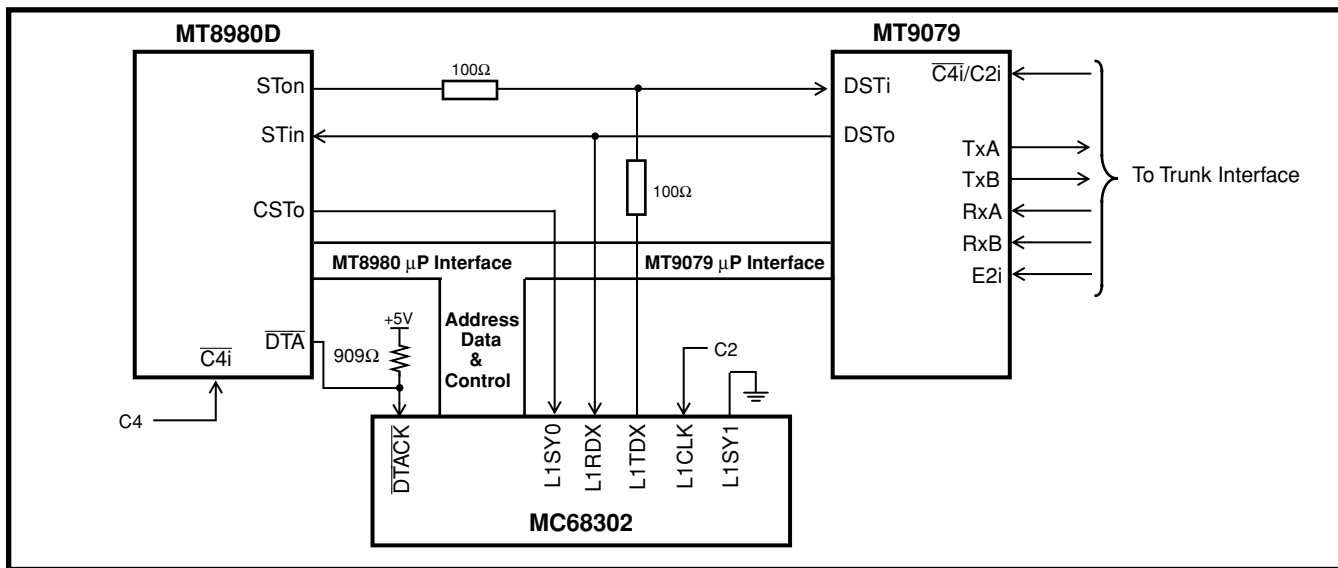 MT8980D
MT9079
STon
100Ω
DSTi
C4i/C2i
STin
DSTo
TxA
100Ω
TxB
To Trunk Interface
CSTo
RxA
RxB
MT8980 μP Interface
MT9079 μP Interface
E2i
+5V
Address
Data
&
Control
DTA
909Ω
C4i
C2
C4
DTACK
L1SY0
L1RDX
L1TDX
L1CLK
L1SY1
MC68302